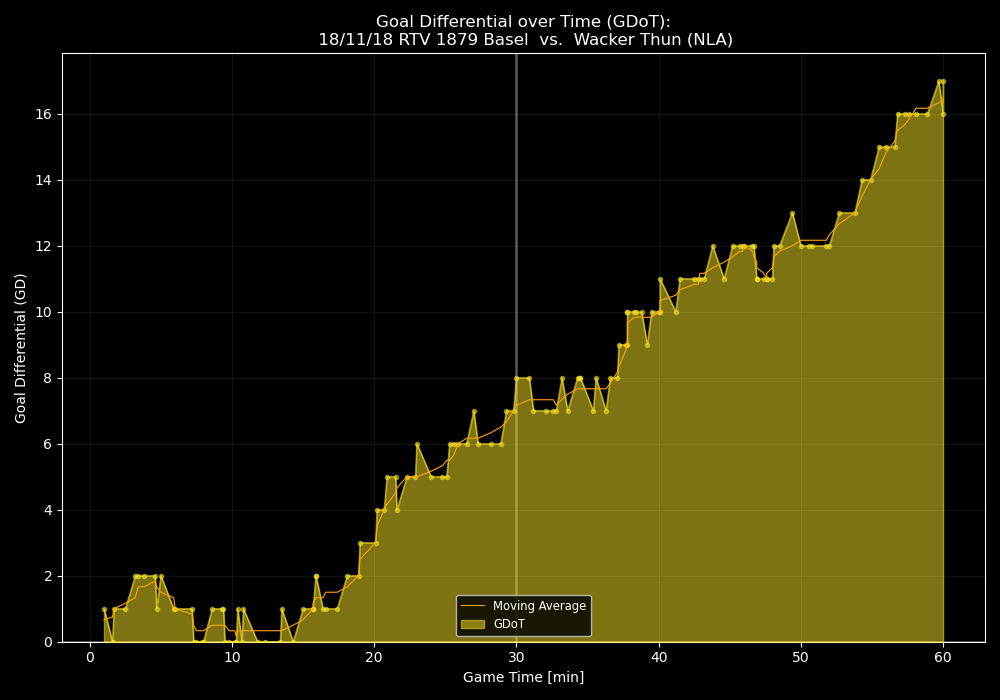 Goal Differential over Time (GDoT):
18/11/18 RTV 1879 Basel  vs.  Wacker Thun (NLA)
Goal Differential (GD)
16
14
12
10
8
6
4
2
0
Moving Average
GDoT
0 10 20 30 40 50 60
Game Time [min]